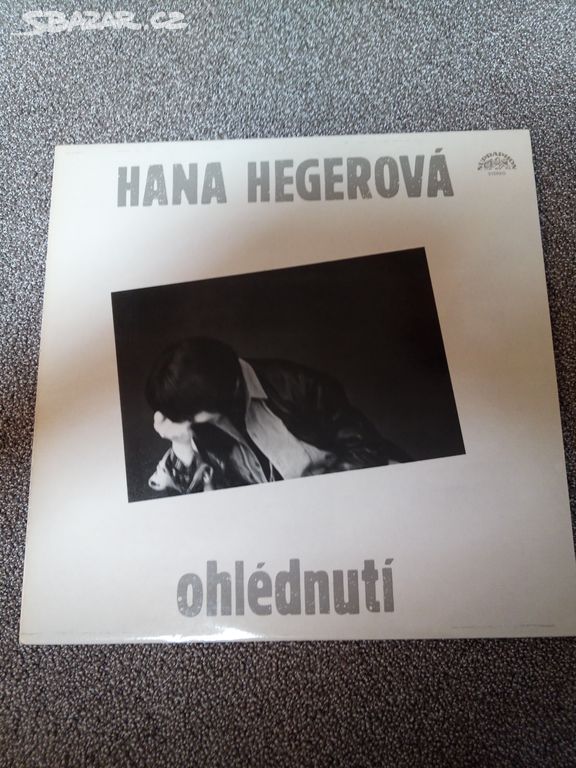 SBAZAR.CZ
HANA HEGEROVÁ
SUPRAPHON
STEREO
ohlédnutí